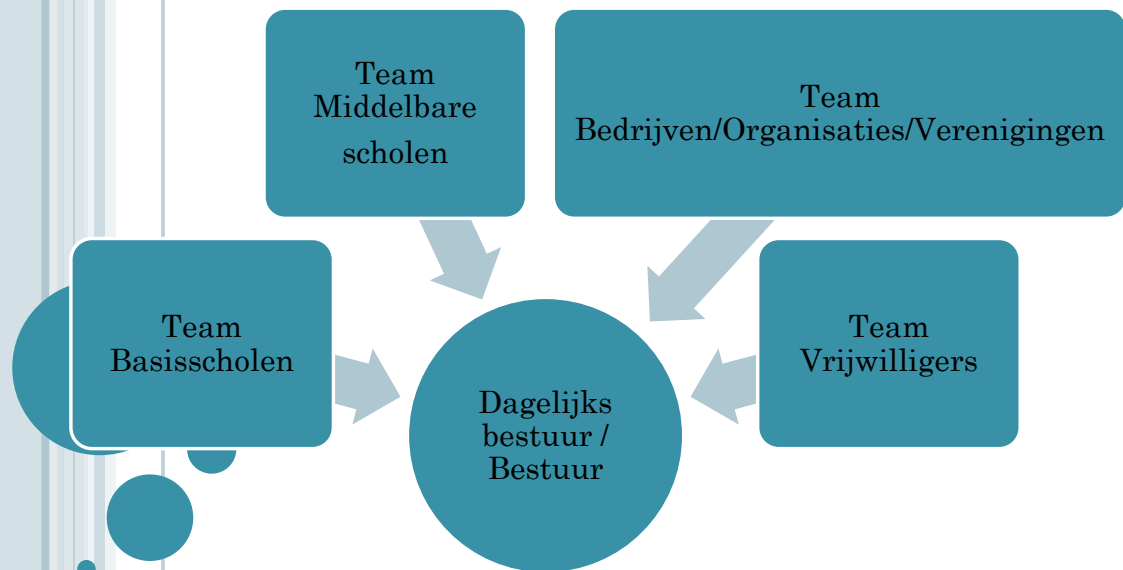 Team
Middelbare
scholen
Team
Bedrijven/Organisaties/Verenigingen
Team
Basisscholen
Team
Vrijwilligers
Dagelijks
bestuur /
Bestuur